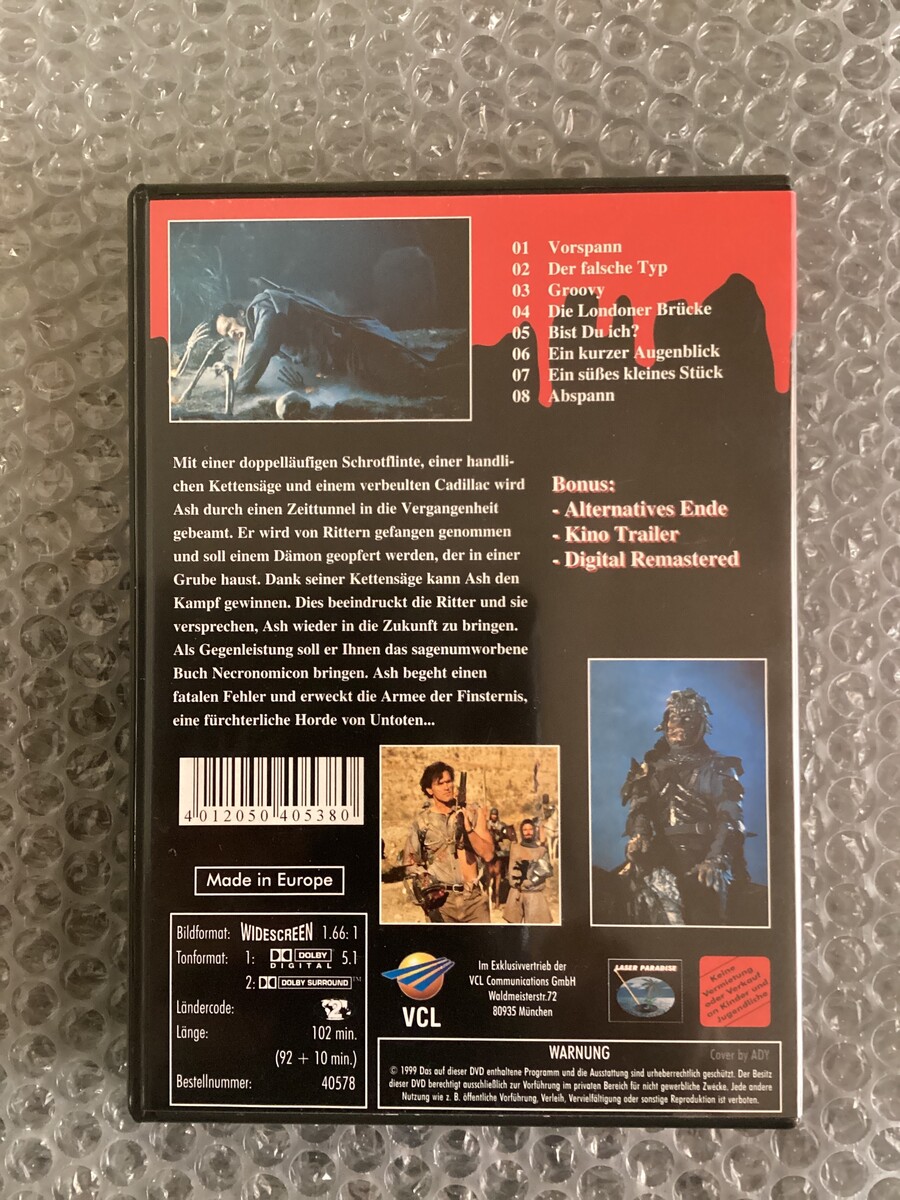 01 Vorspann
02 Der falsche Typ
03 Groovy
04 Die Londoner Brücke
05 Bist Du ich?
06 Ein kurzer Augenblick
07 Ein süßes kleines Stück
08 Abspann
Mit einer doppelläufigen Schrotflinte, einer handli-
chen Kettensäge und einem verbeulten Cadillac wird
Ash durch einen Zeittunnel in die Vergangenheit
gebeamt. Er wird von Rittern gefangen genommen
und soll einem Dämon geopfert werden, der in einer
Grube haust. Dank seiner Kettensäge kann Ash den
Kampf gewinnen. Dies beeindruckt die Ritter und sie
versprechen, Ash wieder in die Zukunft zu bringen.
Als Gegenleistung soll er Ihnen das sagenumworbene
Buch Necronomicon bringen. Ash begeht einen
fatalen Fehler und erweckt die Armee der Finsternis,
eine fürchterliche Horde von Untoten...
Bonus:
- Alternatives Ende
- Kino Trailer
- Digital Remastered
4 012050 405380
Made in Europe
Bildformat: WIDESCREEN 1.66: 1
Tonformat: 1: DOLBY DIGITAL 5.1
2: DOLBY SURROUND™
Ländercode: 2
Länge: 102 min.
(92 + 10 min.)
Bestellnummer: 40578
VCL
Im Exklusivvertrieb der
VCL Communications GmbH
Waldmeisterstr.72
80935 München
LASER PARADISE
Keine
Vermietung
oder Verkauf
an Kinder und
Jugendliche
WARNUNG
Cover by ADY
© 1999 Das auf dieser DVD enthaltene Programm und die Ausstattung sind urheberrechtlich geschützt. Der Besitz
dieser DVD berechtigt ausschließlich zur Vorführung im privaten Bereich für nicht gewerbliche Zwecke. Jede andere
Nutzung wie z. B. öffentliche Vorführung, Verleih, Vervielfältigung oder sonstige Reproduktion ist verboten.